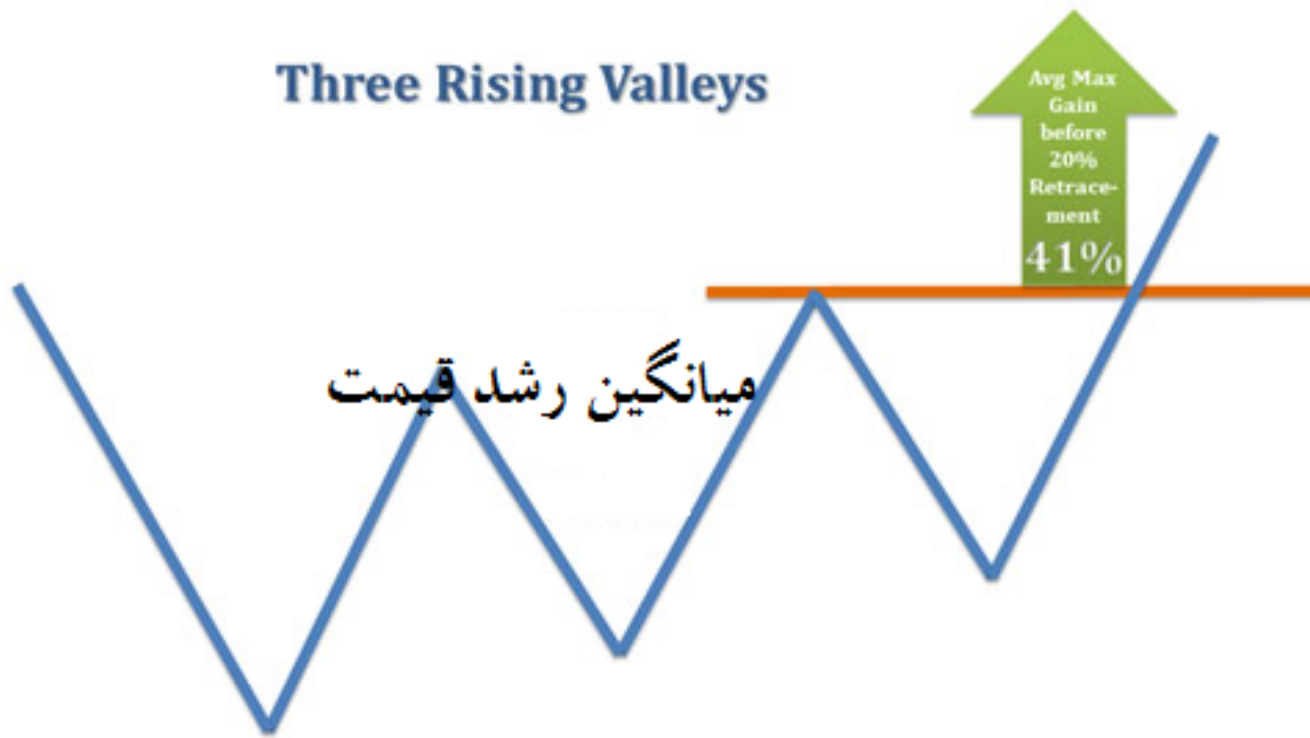 Three Rising Valleys
Avg Max
Gain
before
20%
Retrace-
ment
41%
میانگین رشد قیمت